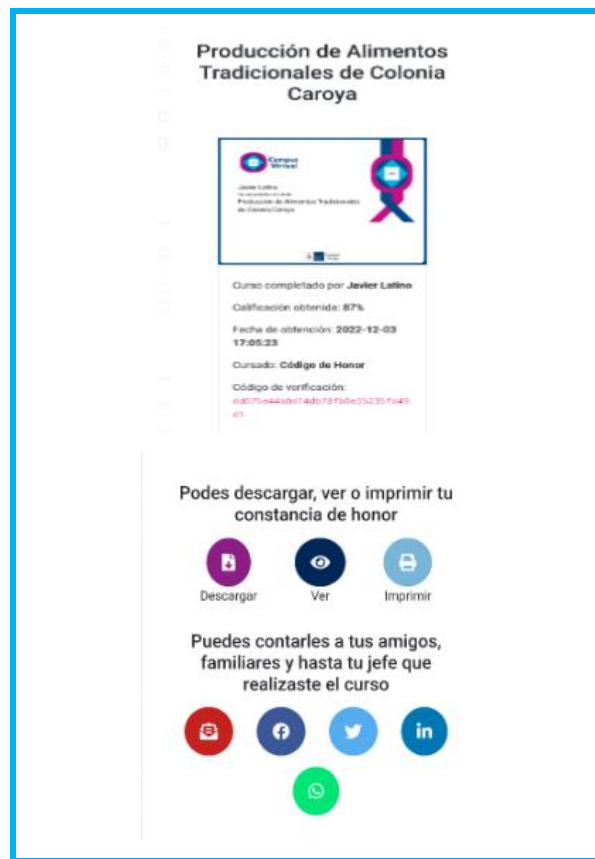 Producción de Alimentos
Tradicionales de Colonia
Caroya
Campus
Virtual
Javier Latino
Producción de Alimentos Tradicionales
de Colonia Caroya
Curso completado por Javier Latino
Calificación obtenida: 87%
Fecha de obtención: 2022-12-03
17:05:23
Cursado: Código de Honor
Código de verificación:
Podes descargar, ver o imprimir tu
constancia de honor
Descargar
Ver
Imprimir
Puedes contarles a tus amigos,
familiares y hasta tu jefe que
realizaste el curso
in